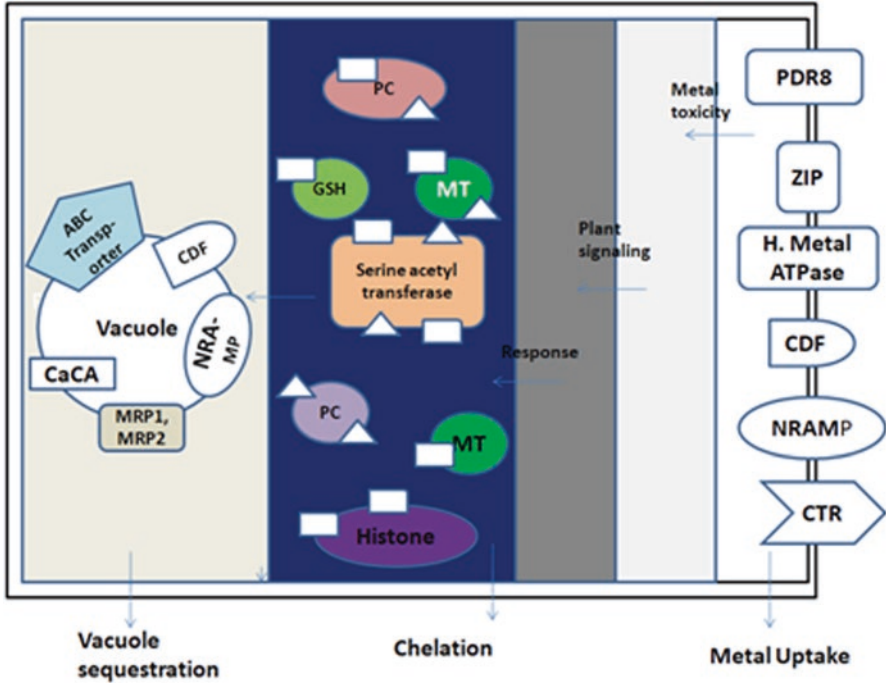 PC
GSH
MT
Serine acetyl
transferase
PC
MT
Histone
ABC
Transp-
orter
CDF
Vacuole
NRA-
MP
CaCA
MRP1,
MRP2
Metal
toxicity
Plant
signaling
Response
PDR8
ZIP
H. Metal
ATPase
CDF
NRAMP
CTR
Vacuole
sequestration
Chelation
Metal Uptake